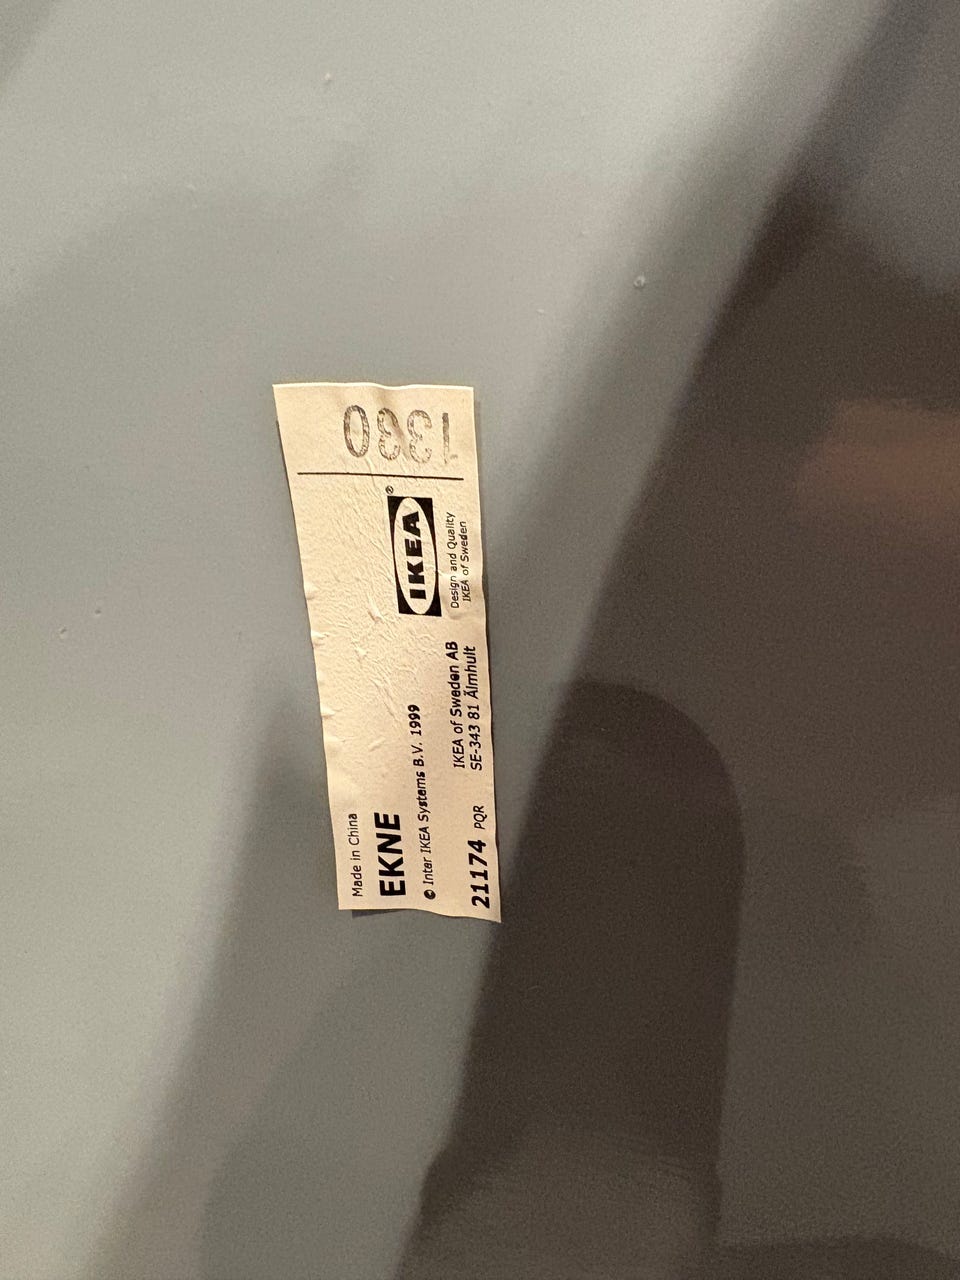 Made in China
EKNE
© Inter IKEA Systems B.V. 1999
21174 PQR
IKEA of Sweden AB
SE-343 81 Älmhult
IKEA®
Design and Quality
IKEA of Sweden
1330